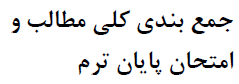 جمع بندی کلی مطالب و
امتحان پایان ترم